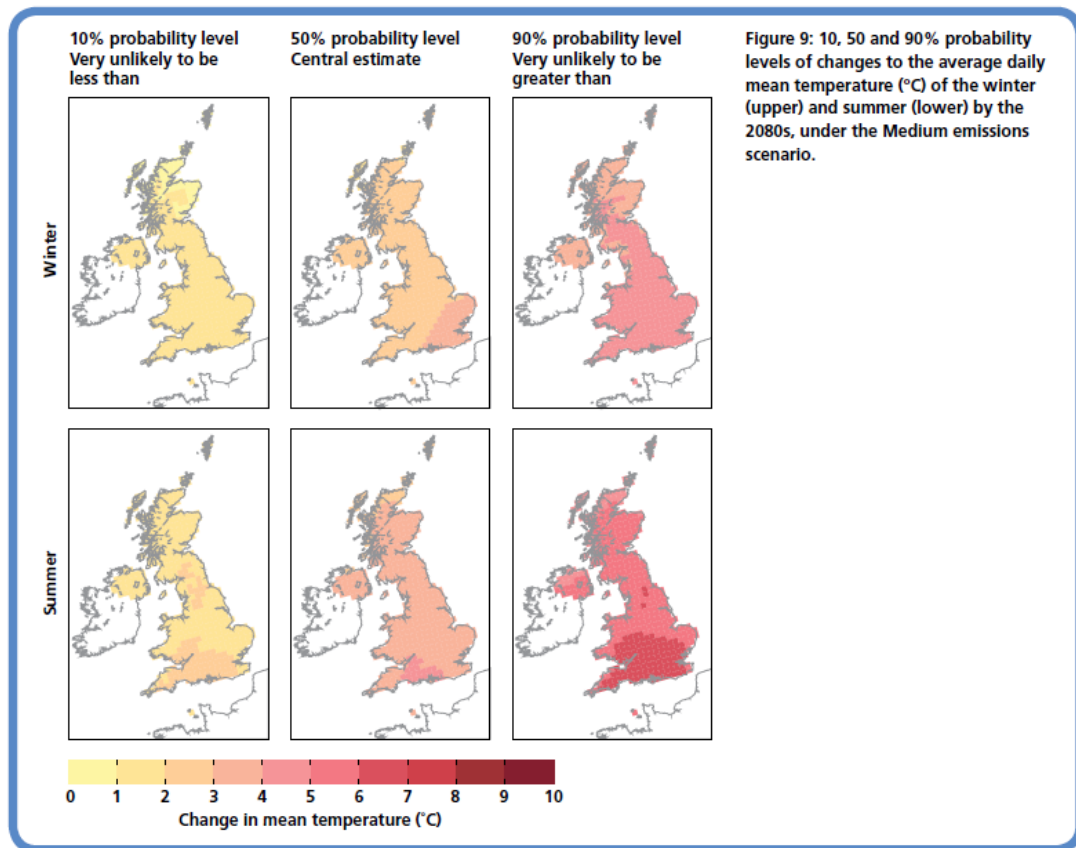 10% probability level
Very unlikely to be
less than
50% probability level
Central estimate
90% probability level
Very unlikely to be
greater than
Figure 9: 10, 50 and 90% probability
levels of changes to the average daily
mean temperature (ºC) of the winter
(upper) and summer (lower) by the
2080s, under the Medium emissions
scenario.
Winter
Summer
0 1 2 3 4 5 6 7 8 9 10
Change in mean temperature (˚C)